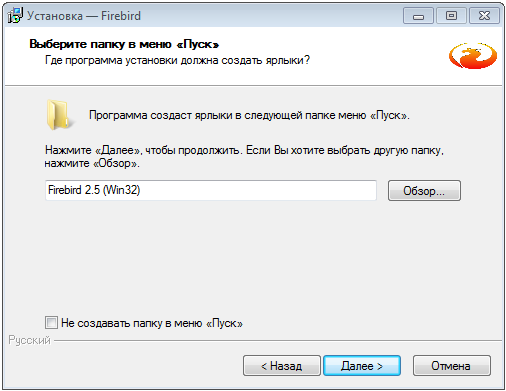 Установка — Firebird
Выберите папку в меню «Пуск»
Где программа установки должна создать ярлыки?
Программа создаст ярлыки в следующей папке меню «Пуск».
Нажмите «Далее», чтобы продолжить. Если Вы хотите выбрать другую папку,
нажмите «Обзор».
Firebird 2.5 (Win32)
Обзор...
Не создавать папку в меню «Пуск»
Русский
< Назад
Далее >
Отмена